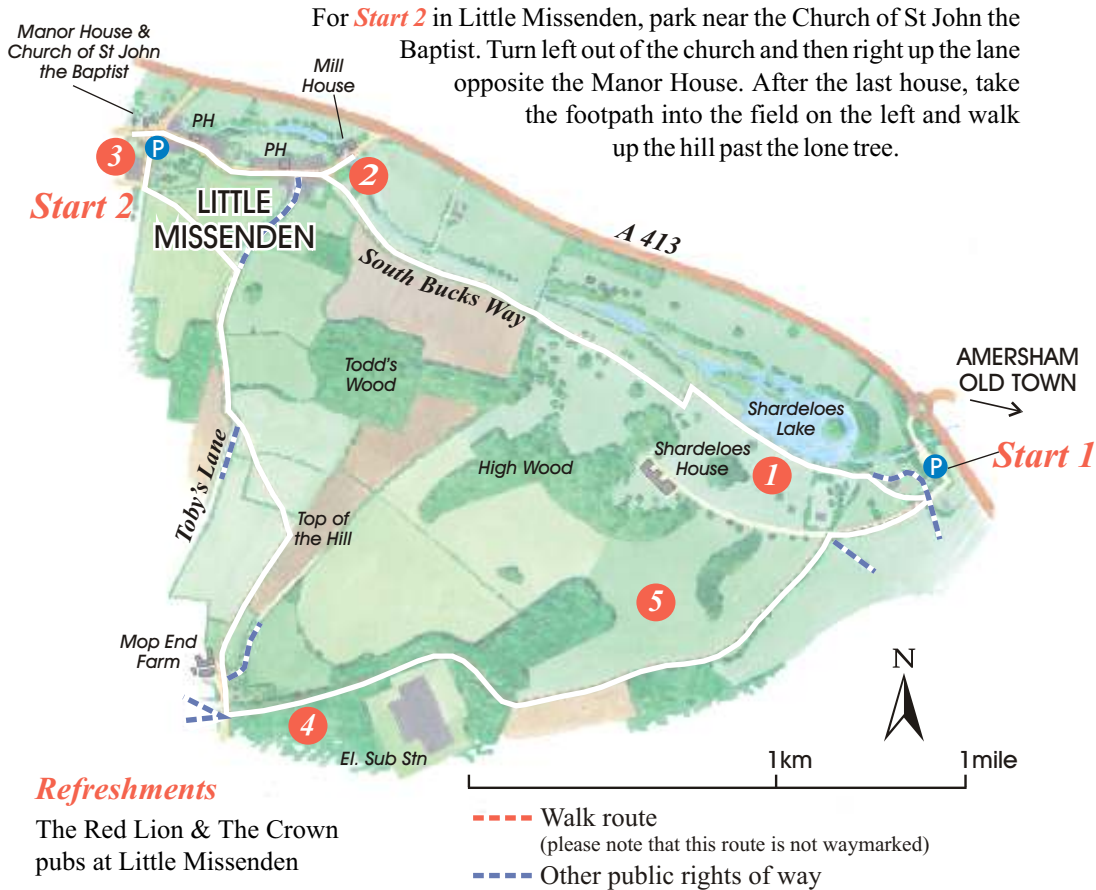 For Start 2 in Little Missenden, park near the Church of St John the
Baptist. Turn left out of the church and then right up the lane
opposite the Manor House. After the last house, take
the footpath into the field on the left and walk
up the hill past the lone tree.
Manor House &
Church of St John
the Baptist
Mill
House
PH
PH
3
P
2
Start 2
LITTLE
MISSENDEN
A 413
South Bucks Way
Todd's
Wood
AMERSHAM
OLD TOWN
Shardeloes
Lake
Start 1
P
Shardeloes
House
1
High Wood
Toby's Lane
Top of
the Hill
5
Mop End
Farm
N
4
El. Sub Stn
1km
1mile
Refreshments
The Red Lion & The Crown
pubs at Little Missenden
Walk route
(please note that this route is not waymarked)
Other public rights of way